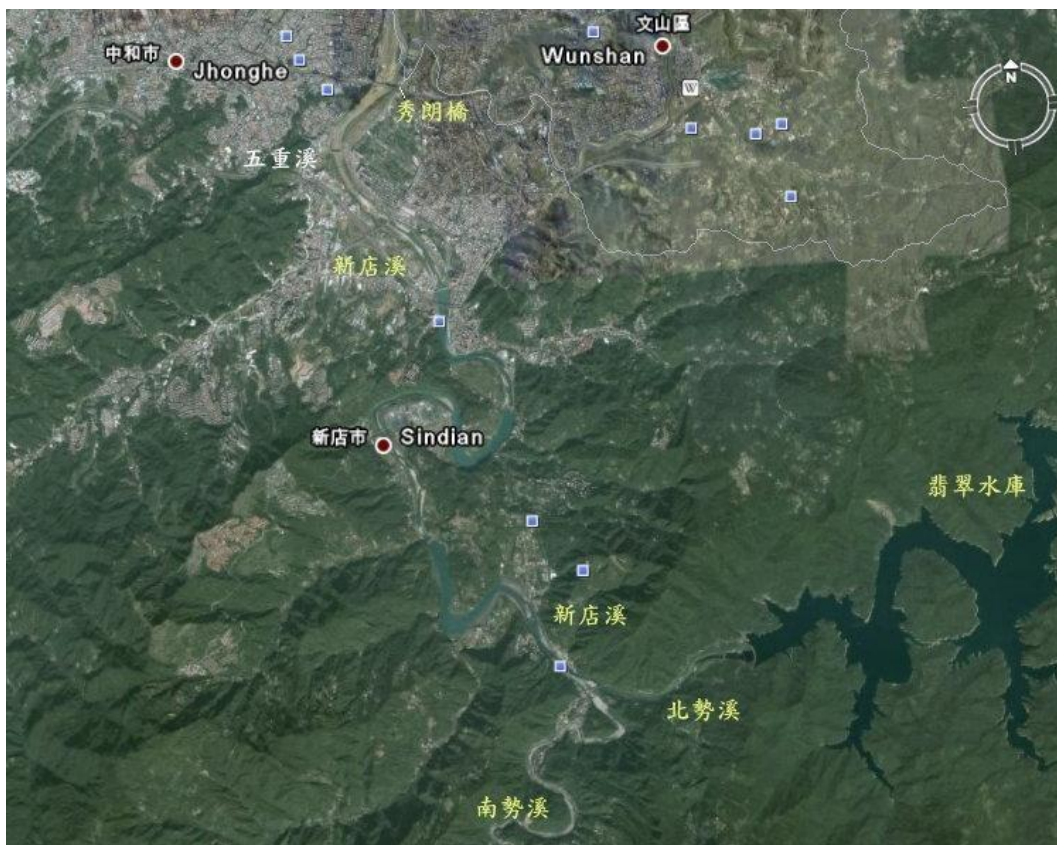 文山區
中和市
Wunshan
Jhonghe
N
W
秀朗橋
五重溪
新店溪
新店市 Sindian
翡翠水庫
新店溪
北勢溪
南勢溪